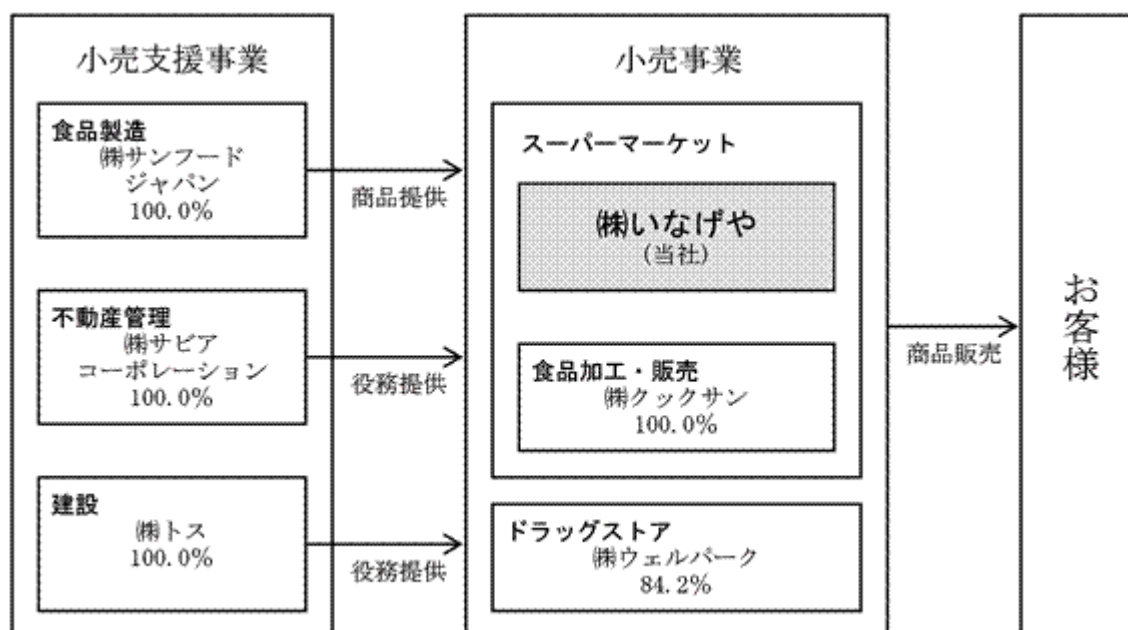 小売支援事業
食品製造
㈱サンフード
ジャパン
100.0%
商品提供
不動産管理
㈱サビア
コーポレーション
100.0%
役務提供
建設
㈱トス
100.0%
役務提供
小売事業
スーパーマーケット
㈱いなげや
(当社)
食品加工・販売
㈱クックサン
100.0%
ドラッグストア
㈱ウェルパーク
84.2%
商品販売
お客様